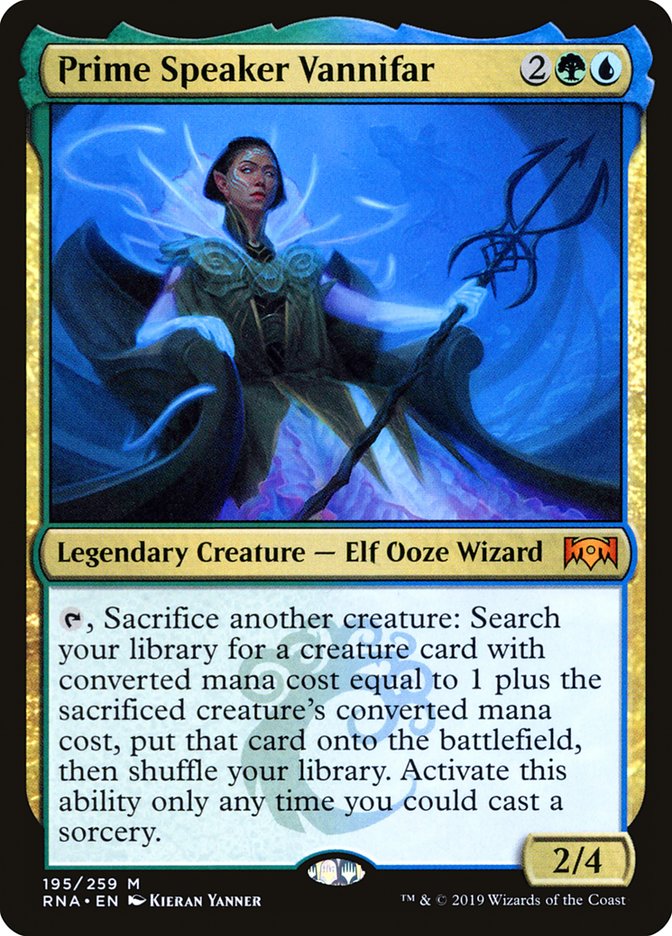 Prime Speaker Vannifar 2
Legendary Creature — Elf Ooze Wizard
, Sacrifice another creature: Search
your library for a creature card with
converted mana cost equal to 1 plus the
sacrificed creature's converted mana
cost, put that card onto the battlefield,
then shuffle your library. Activate this
ability only any time you could cast a
sorcery.
2/4
195/259 M
RNA • EN Kieran Yanner
™ & © 2019 Wizards of the Coast